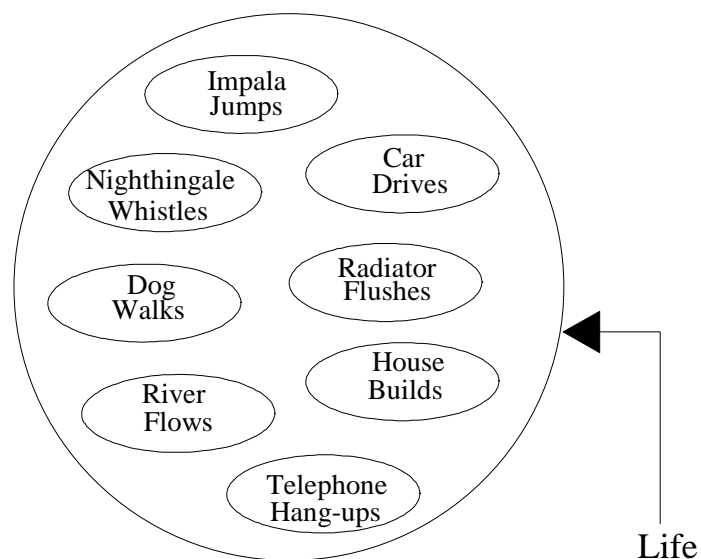 Impala
Jumps
Car
Drives
Nighthingale
Whistles
Dog
Walks
Radiator
Flushes
House
Builds
River
Flows
Telephone
Hang-ups
Life